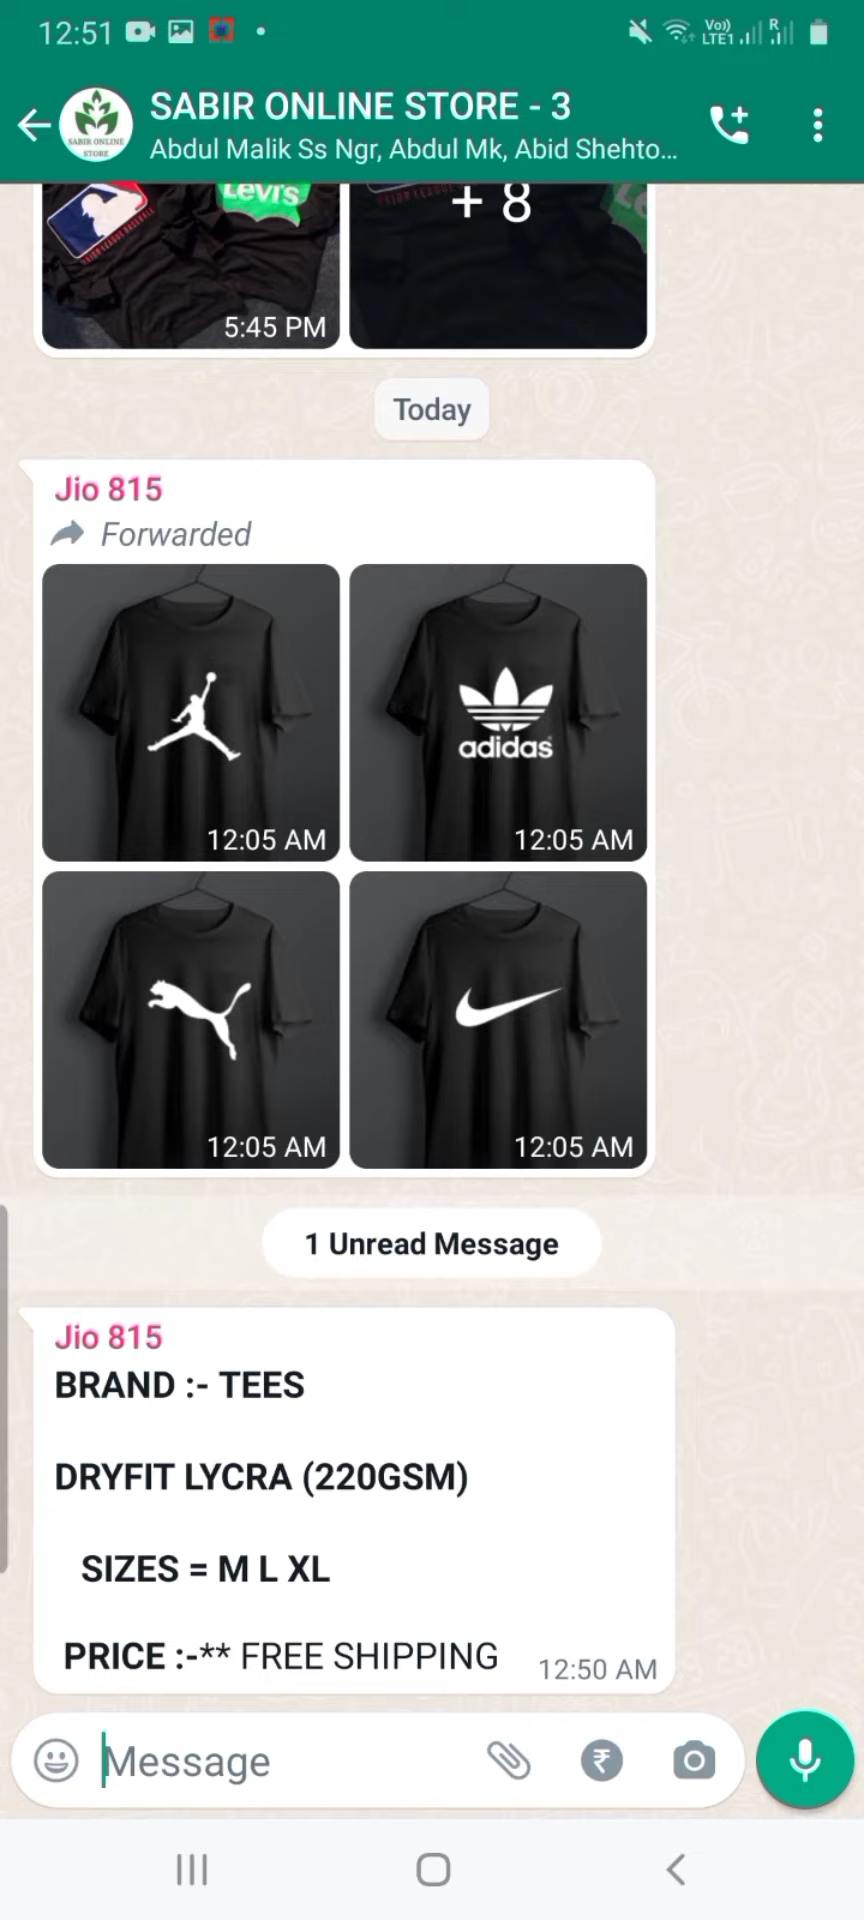 12:51
Vo))
LTE1
R
SABIR ONLINE STORE - 3
Abdul Malik Ss Ngr, Abdul Mk, Abid Shehto...
SABIR ONLINE
STORE
Levi's
+ 8
5:45 PM
Today
Jio 815
Forwarded
adidas
12:05 AM
12:05 AM
12:05 AM
12:05 AM
1 Unread Message
Jio 815
BRAND :- TEES
DRYFIT LYCRA (220GSM)
SIZES = M L XL
PRICE :-** FREE SHIPPING
12:50 AM
Message